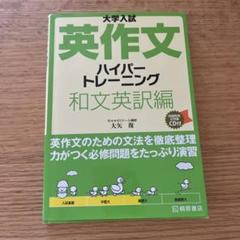 大学入試
英作文
ハイパー
トレーニング
和文英訳編
大矢 復
CD付
英作文のための文法を徹底整理
力がつく必修問題をたっぷり演習
桐原書店